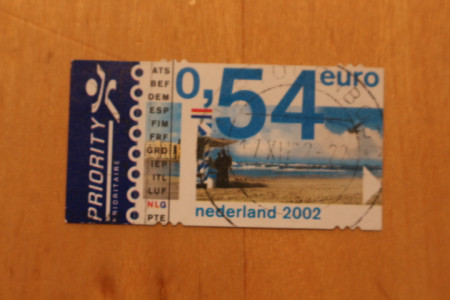 PRIORITY
PRIORITAIRE
ATS
BEF
DEM
ESP
FIM
FRF
GRD
IEP
ITL
LUF
NLG
PTE
0,54 euro
nederland 2002